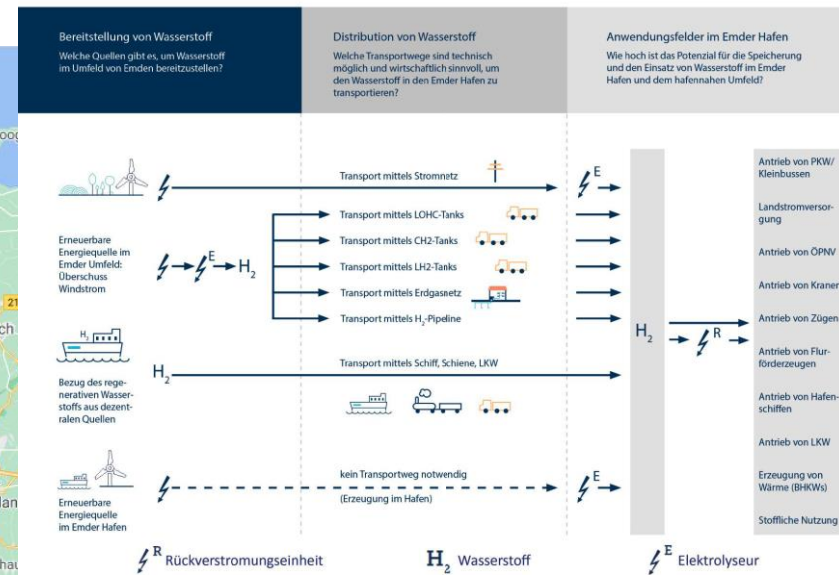 Bereitstellung von Wasserstoff
Welche Quellen gibt es, um Wasserstoff
im Umfeld von Emden bereitzustellen?
Distribution von Wasserstoff
Welche Transportwege sind technisch
möglich und wirtschaftlich sinnvoll, um
den Wasserstoff in den Emder Hafen zu
transportieren?
Anwendungsfelder im Emder Hafen
Wie hoch ist das Potenzial für die Speicherung
und den Einsatz von Wasserstoff im Emder
Hafen und dem hafennahen Umfeld?
Erneuerbare
Energiequelle im
Emder Umfeld:
Überschuss
Windstrom
E
H2
Transport mittels Stromnetz
Transport mittels LOHC-Tanks
Transport mittels CH2-Tanks
Transport mittels LH2-Tanks
Transport mittels Erdgasnetz
Transport mittels H2-Pipeline
E
H2
Bezug des rege-
nerativen Wasser-
stoffs aus dezent-
ralen Quellen
H2
Transport mittels Schiff, Schiene, LKW
Erneuerbare
Energiequelle
im Emder Hafen
kein Transportweg notwendig
(Erzeugung im Hafen)
E
H2
R
Antrieb von PKW/
Kleinbussen
Landstromversor-
gung
Antrieb von ÖPNV
Antrieb von Kranen
Antrieb von Zügen
Antrieb von Flur-
förderzeugen
Antrieb von Hafen-
schiffen
Antrieb von LKW
Erzeugung von
Wärme (BHKWs)
Stoffliche Nutzung
R Rückverstromungseinheit
H2 Wasserstoff
E Elektrolyseur
21